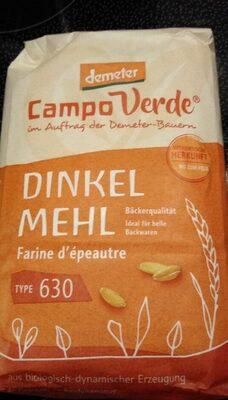 demeter
Campo Verde®
im Auftrag der Demeter-Bauern
HERKUNFT
DINKEL
MEHL
Bäckerqualität
Ideal für helle
Backwaren
Farine d'épeautre
TYPE 630
aus biologisch-dynamischer Erzeugung